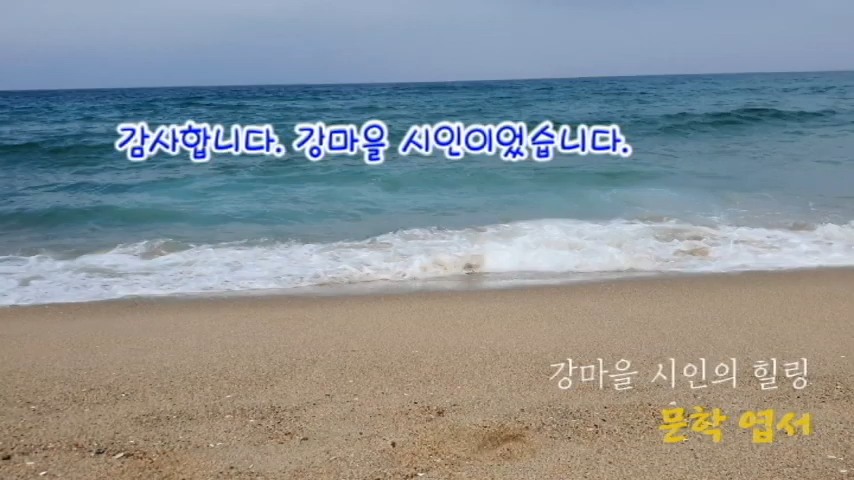 감사합니다. 강마을 시인이었습니다.
강마을 시인의 힐링
문학 엽서